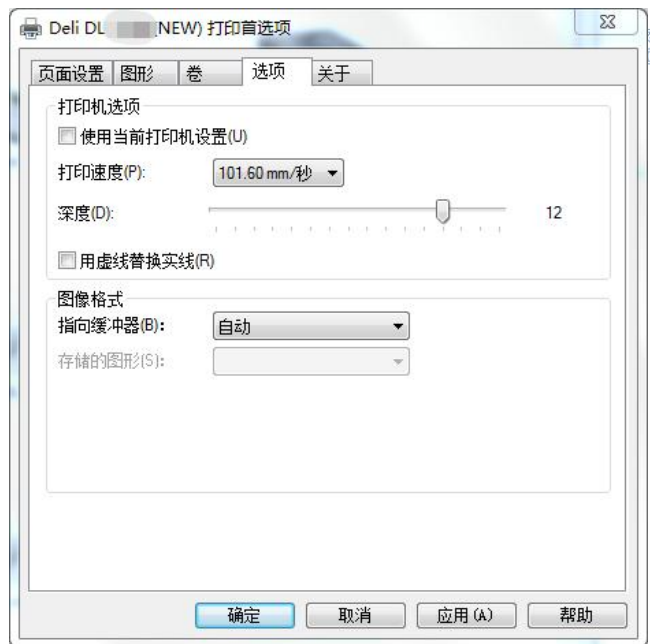 Deli DL (NEW) 打印首选项
页面设置 图形 卷 选项 关于
打印机选项
使用当前打印机设置(U)
打印速度(P): 101.60 mm/秒
深度(D): 12
用虚线替换实线(R)
图像格式
指向缓冲器(B): 自动
存储的图形(S):
确定 取消 应用(A) 帮助